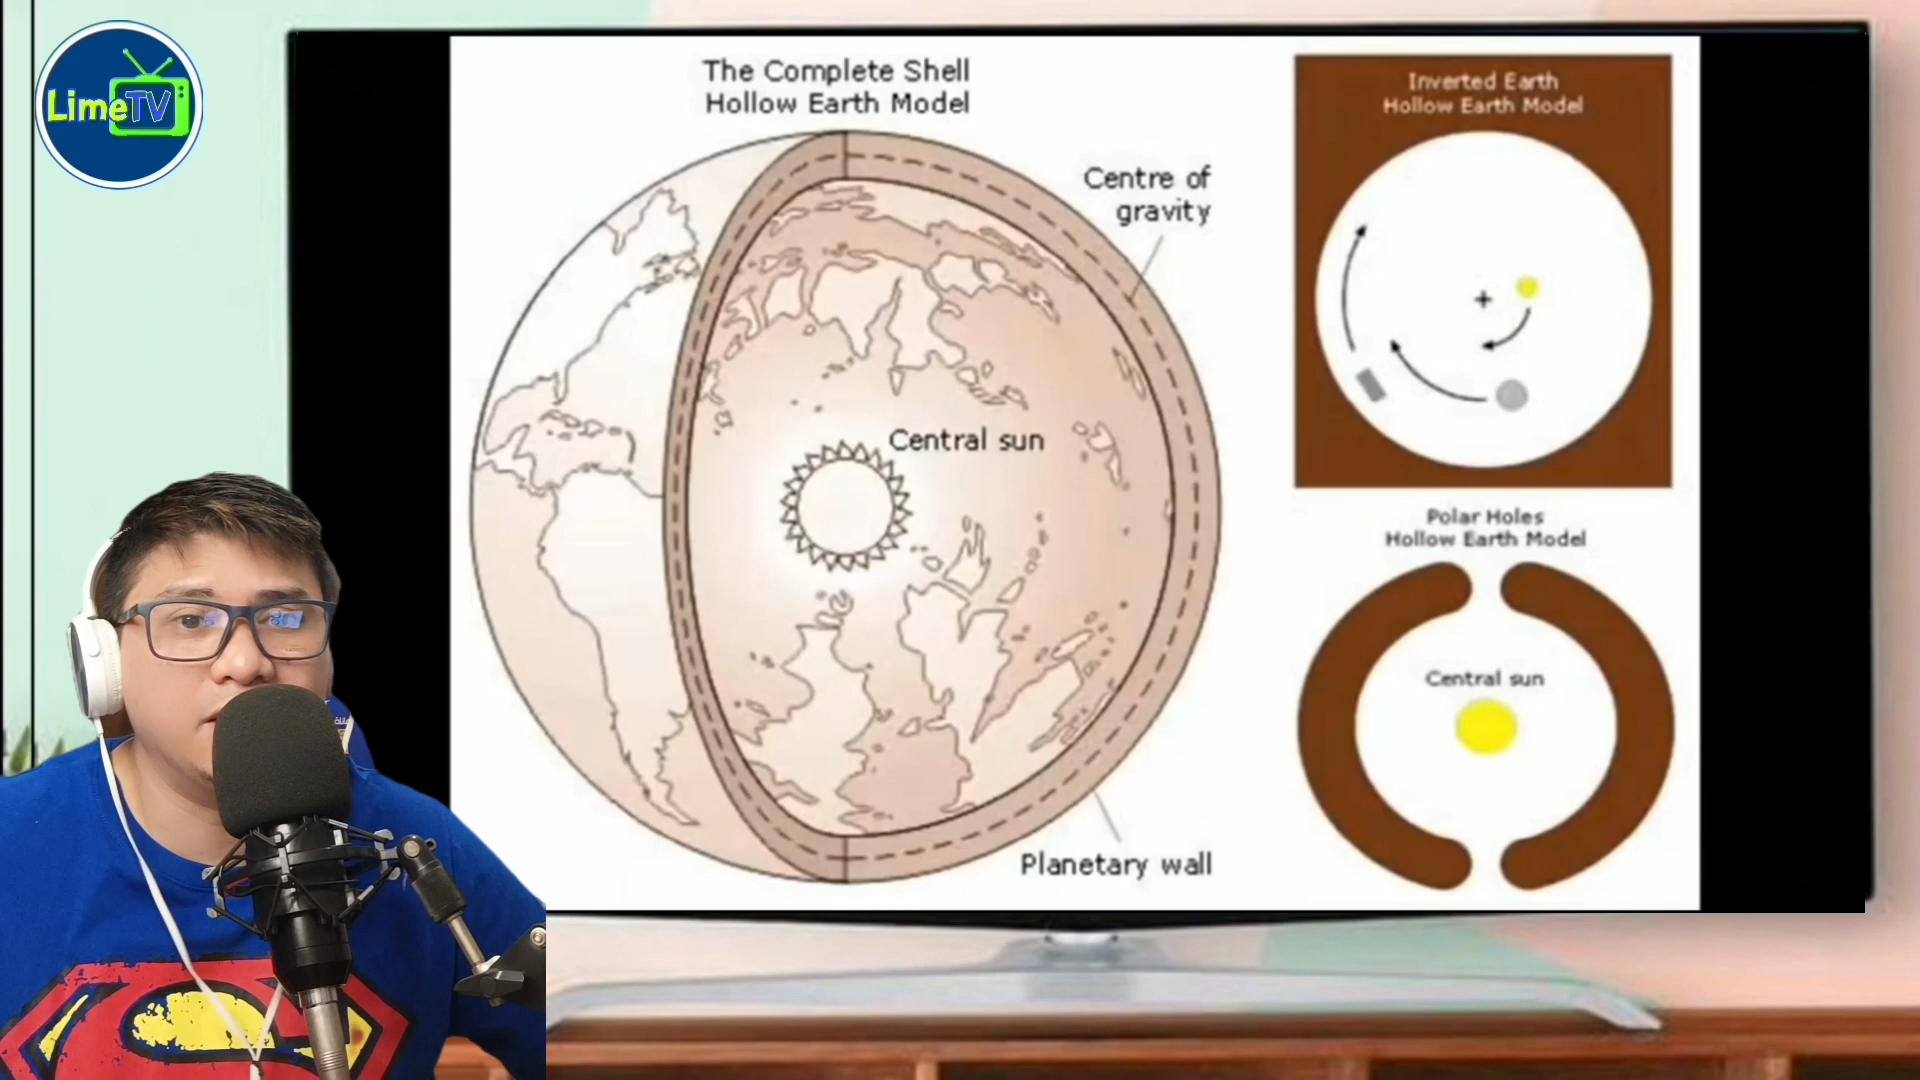 LimeTV
The Complete Shell
Hollow Earth Model
Centre of
gravity
Central sun
Planetary wall
Inverted Earth
Hollow Earth Model
+
Polar Holes
Hollow Earth Model
Central sun